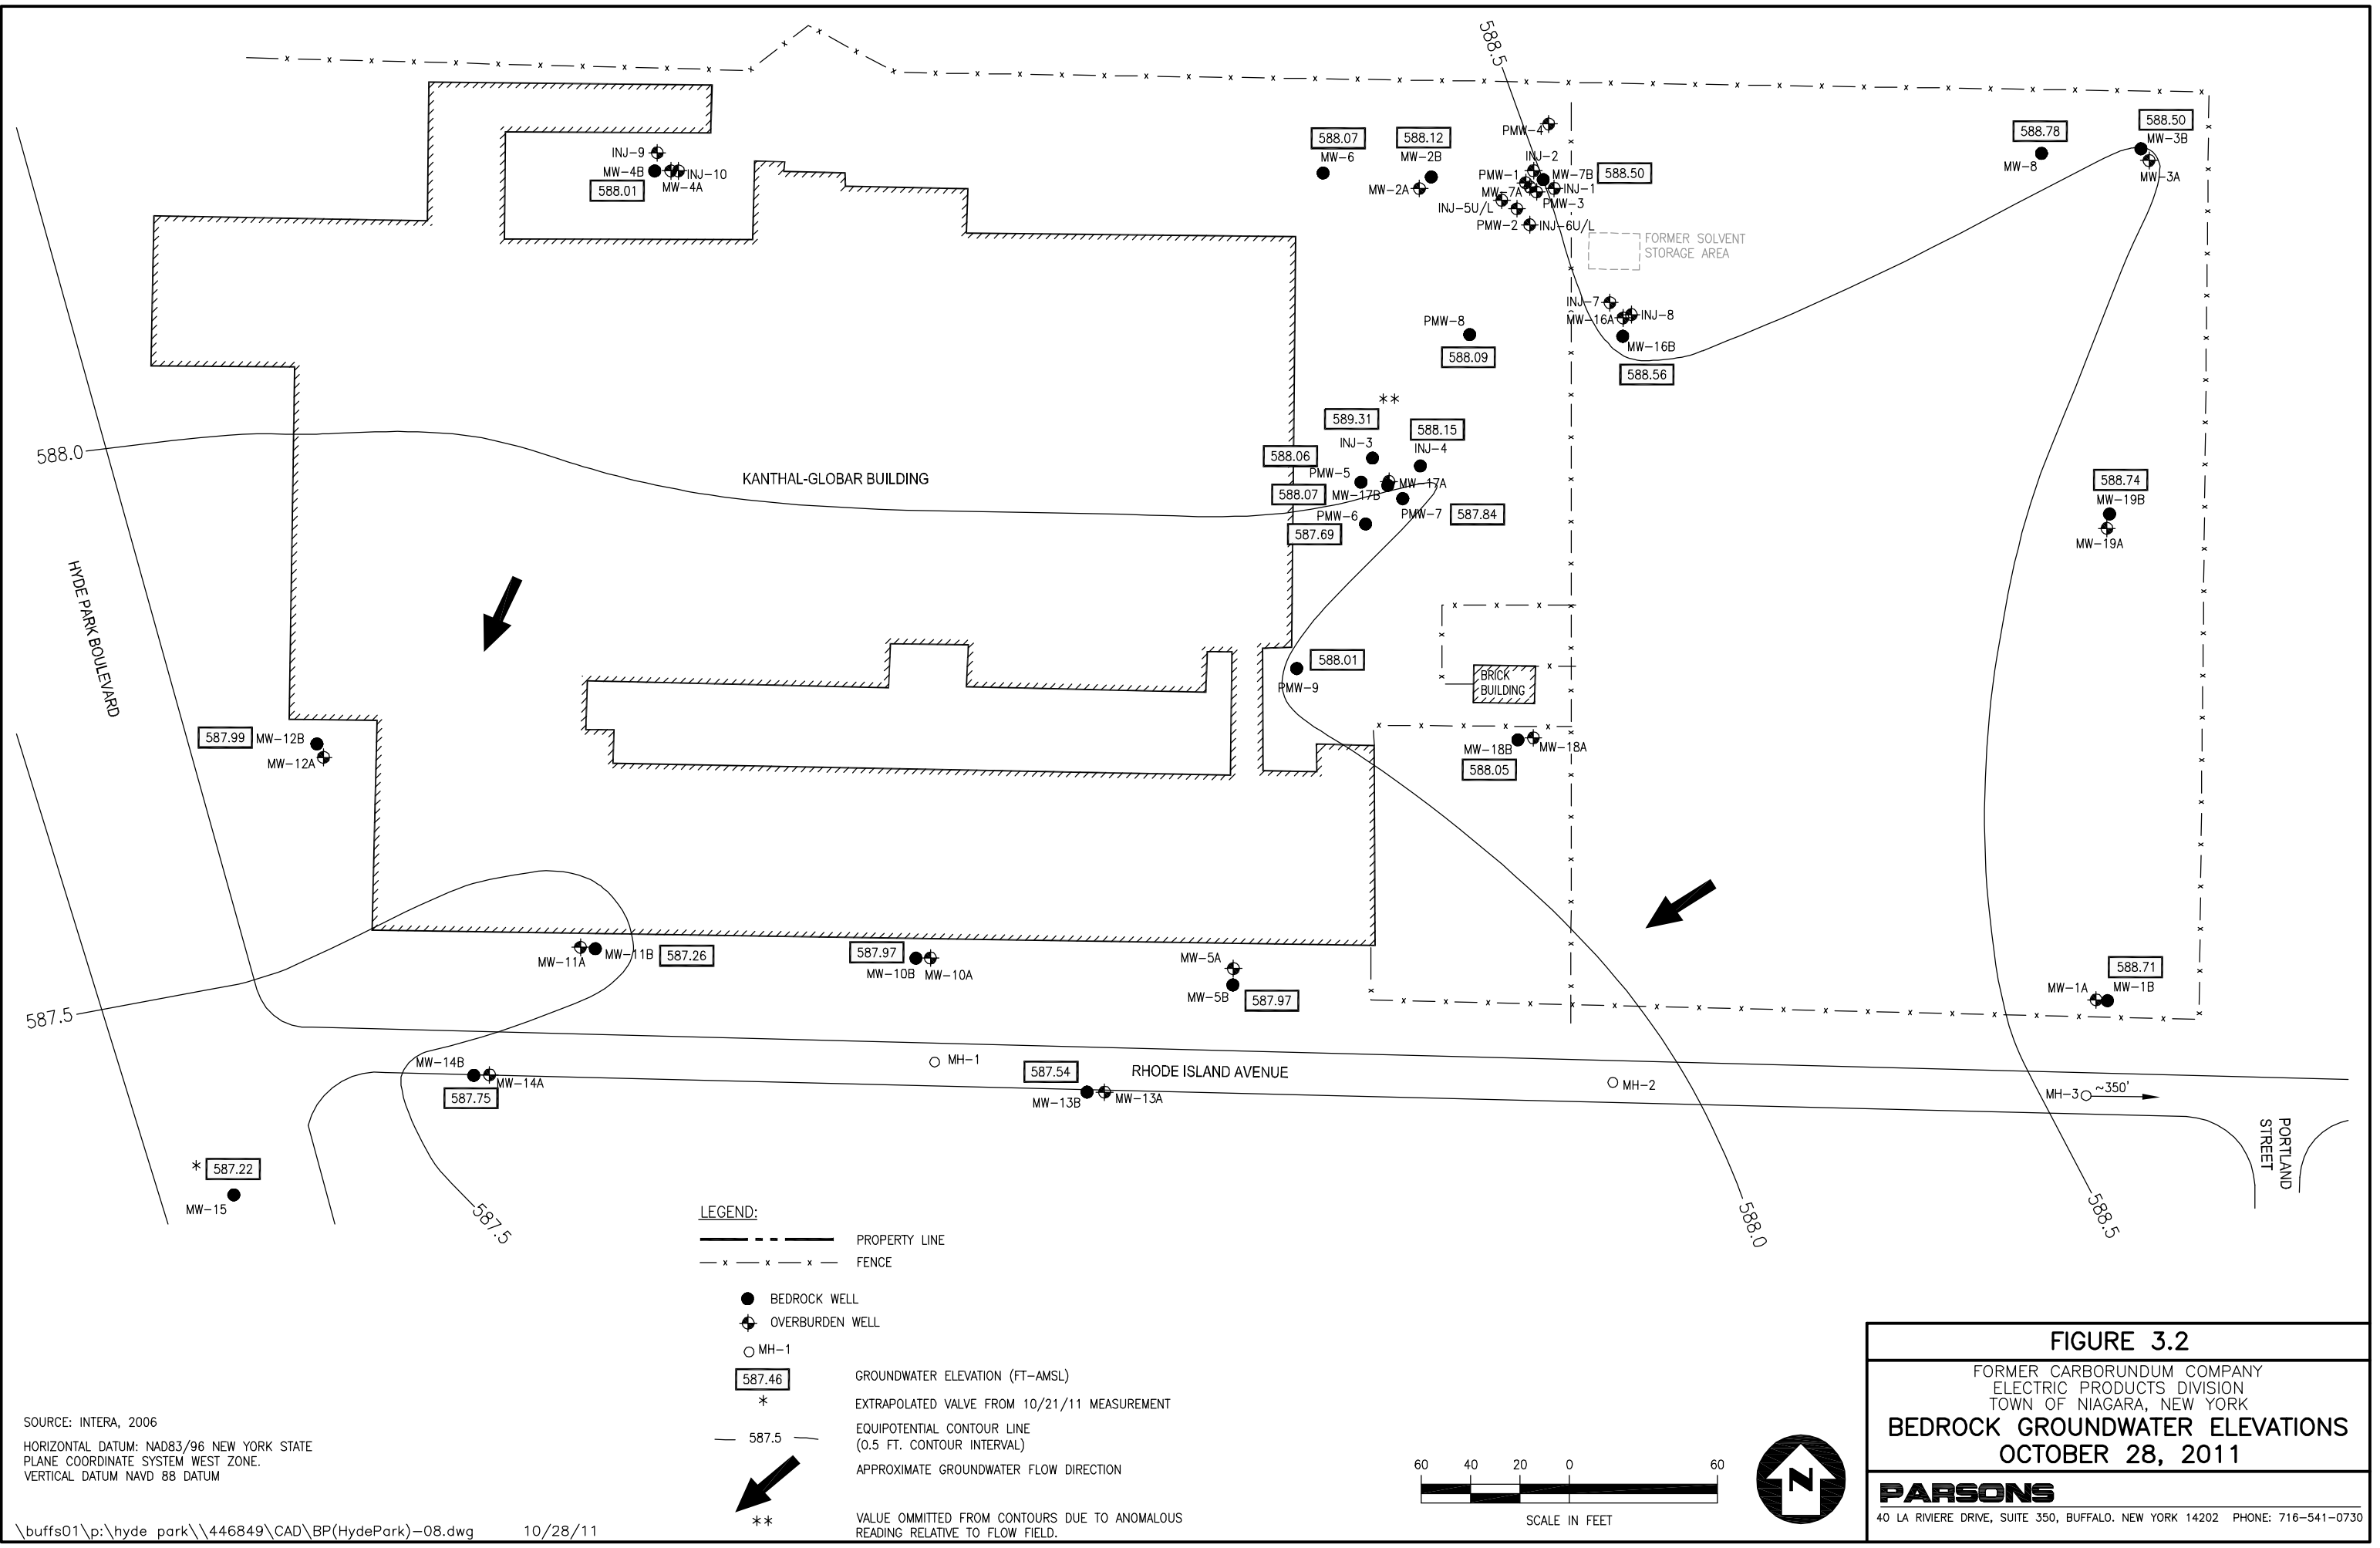 588.5
588.07
MW-6
588.12
MW-2B
MW-2A
PMW-4
INJ-2
PMW-1
MW-7B
588.50
MW-7A
INJ-1
PMW-3
INJ-5U/L
PMW-2
INJ-6U/L
FORMER SOLVENT
STORAGE AREA
588.78
MW-8
588.50
MW-3B
MW-3A
INJ-9
MW-4B
INJ-10
MW-4A
588.01
INJ-7
MW-16A
INJ-8
MW-16B
588.56
PMW-8
588.09
**
589.31
INJ-3
588.15
INJ-4
588.06
PMW-5
588.07
MW-17B
MW-17A
PMW-6
PMW-7
587.84
587.69
588.0
KANTHAL-GLOBAR BUILDING
588.74
MW-19B
MW-19A
HYDE PARK BOULEVARD
588.01
PMW-9
BRICK
BUILDING
587.99
MW-12B
MW-12A
MW-18B
MW-18A
588.05
MW-11A
MW-11B
587.26
587.97
MW-10B
MW-10A
MW-5A
MW-5B
587.97
588.71
MW-1A
MW-1B
587.5
MW-14B
MW-14A
587.75
MH-1
587.54
MW-13B
MW-13A
RHODE ISLAND AVENUE
MH-2
MH-3
~350'
PORTLAND
STREET
* 587.22
MW-15
587.5
588.0
588.5
LEGEND:
PROPERTY LINE
x x x FENCE
BEDROCK WELL
OVERBURDEN WELL
MH-1
587.46 GROUNDWATER ELEVATION (FT-AMSL)
* EXTRAPOLATED VALVE FROM 10/21/11 MEASUREMENT
587.5 EQUIPOTENTIAL CONTOUR LINE
(0.5 FT. CONTOUR INTERVAL)
APPROXIMATE GROUNDWATER FLOW DIRECTION
** VALUE OMMITTED FROM CONTOURS DUE TO ANOMALOUS
READING RELATIVE TO FLOW FIELD.
SOURCE: INTERA, 2006
HORIZONTAL DATUM: NAD83/96 NEW YORK STATE
PLANE COORDINATE SYSTEM WEST ZONE.
VERTICAL DATUM NAVD 88 DATUM
\buffs01\p:\hyde park\\446849\CAD\BP(HydePark)-08.dwg 10/28/11
60 40 20 0 60
SCALE IN FEET
N
FIGURE 3.2
FORMER CARBORUNDUM COMPANY
ELECTRIC PRODUCTS DIVISION
TOWN OF NIAGARA, NEW YORK
BEDROCK GROUNDWATER ELEVATIONS
OCTOBER 28, 2011
PARSONS
40 LA RIVIERE DRIVE, SUITE 350, BUFFALO. NEW YORK 14202 PHONE: 716-541-0730